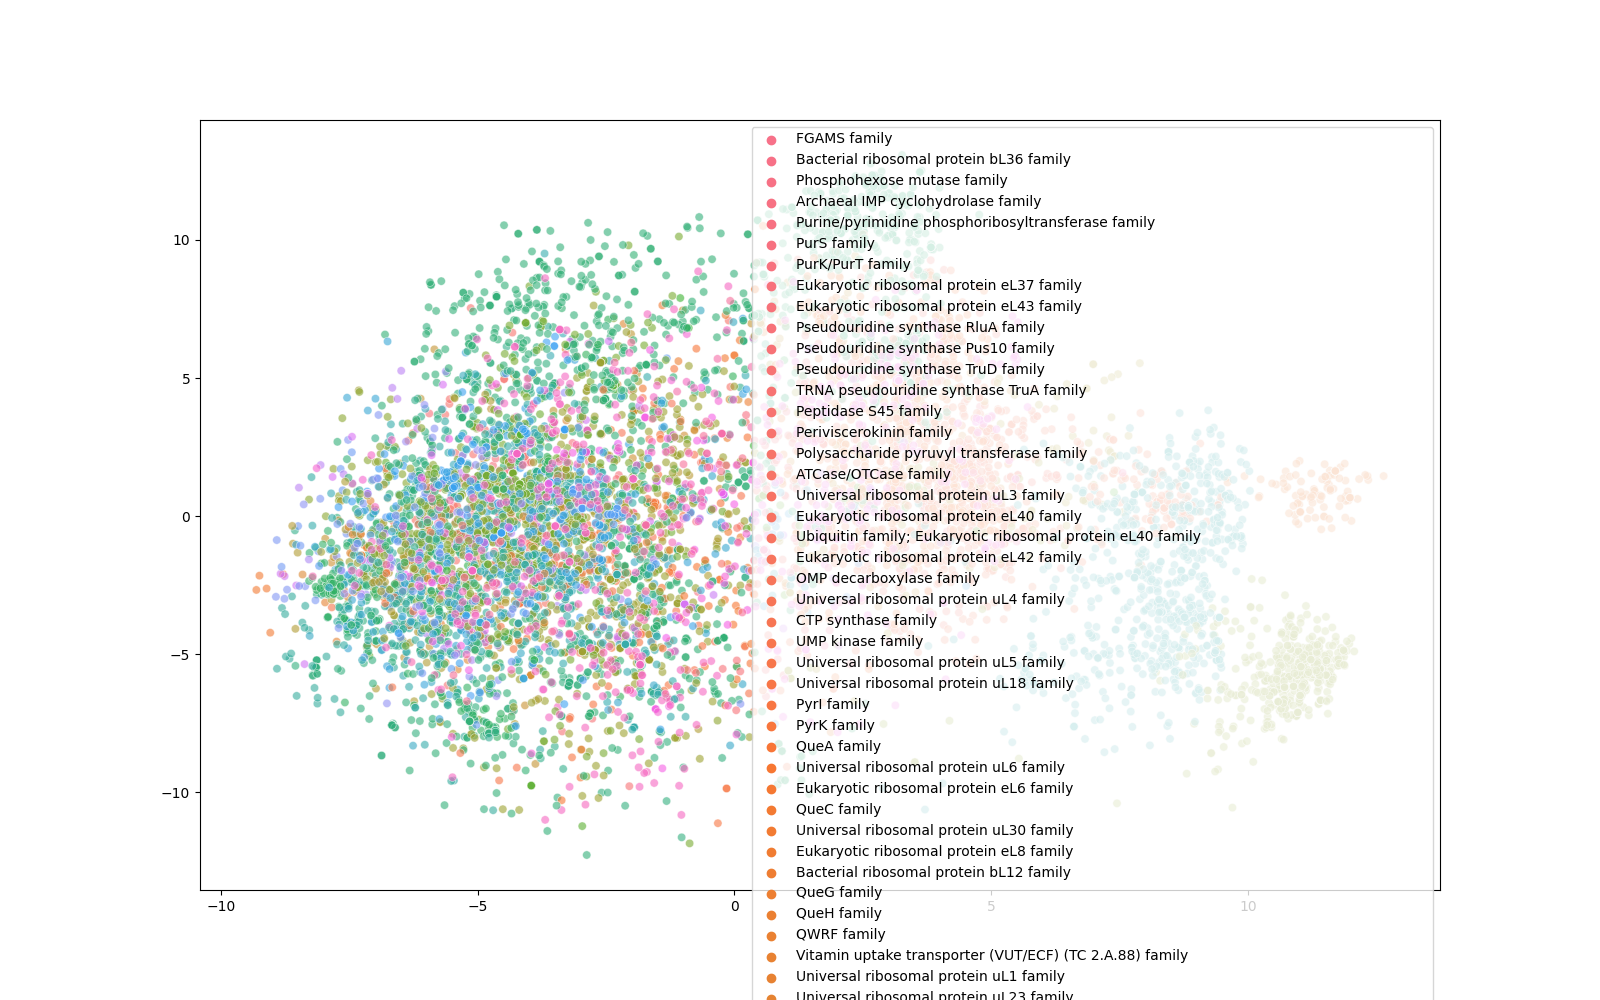 FGAMS family
Bacterial ribosomal protein bL36 family
Phosphohexose mutase family
Archaeal IMP cyclohydrolase family
Purine/pyrimidine phosphoribosyltransferase family
PurS family
PurK/PurT family
Eukaryotic ribosomal protein eL37 family
Eukaryotic ribosomal protein eL43 family
Pseudouridine synthase RluA family
Pseudouridine synthase Pus10 family
Pseudouridine synthase TruD family
TRNA pseudouridine synthase TruA family
Peptidase S45 family
Periviscerokinin family
Polysaccharide pyruvyl transferase family
ATCase/OTCase family
Universal ribosomal protein uL3 family
Eukaryotic ribosomal protein eL40 family
Ubiquitin family; Eukaryotic ribosomal protein eL40 family
Eukaryotic ribosomal protein eL42 family
OMP decarboxylase family
Universal ribosomal protein uL4 family
CTP synthase family
UMP kinase family
Universal ribosomal protein uL5 family
Universal ribosomal protein uL18 family
PyrI family
PyrK family
QueA family
Universal ribosomal protein uL6 family
Eukaryotic ribosomal protein eL6 family
QueC family
Universal ribosomal protein uL30 family
Eukaryotic ribosomal protein eL8 family
Bacterial ribosomal protein bL12 family
QueG family
QueH family
QWRF family
Vitamin uptake transporter (VUT/ECF) (TC 2.A.88) family
Universal ribosomal protein uL1 family
Universal ribosomal protein uL23 family
10
5
0
−5
−10
−10 −5 0 5 10